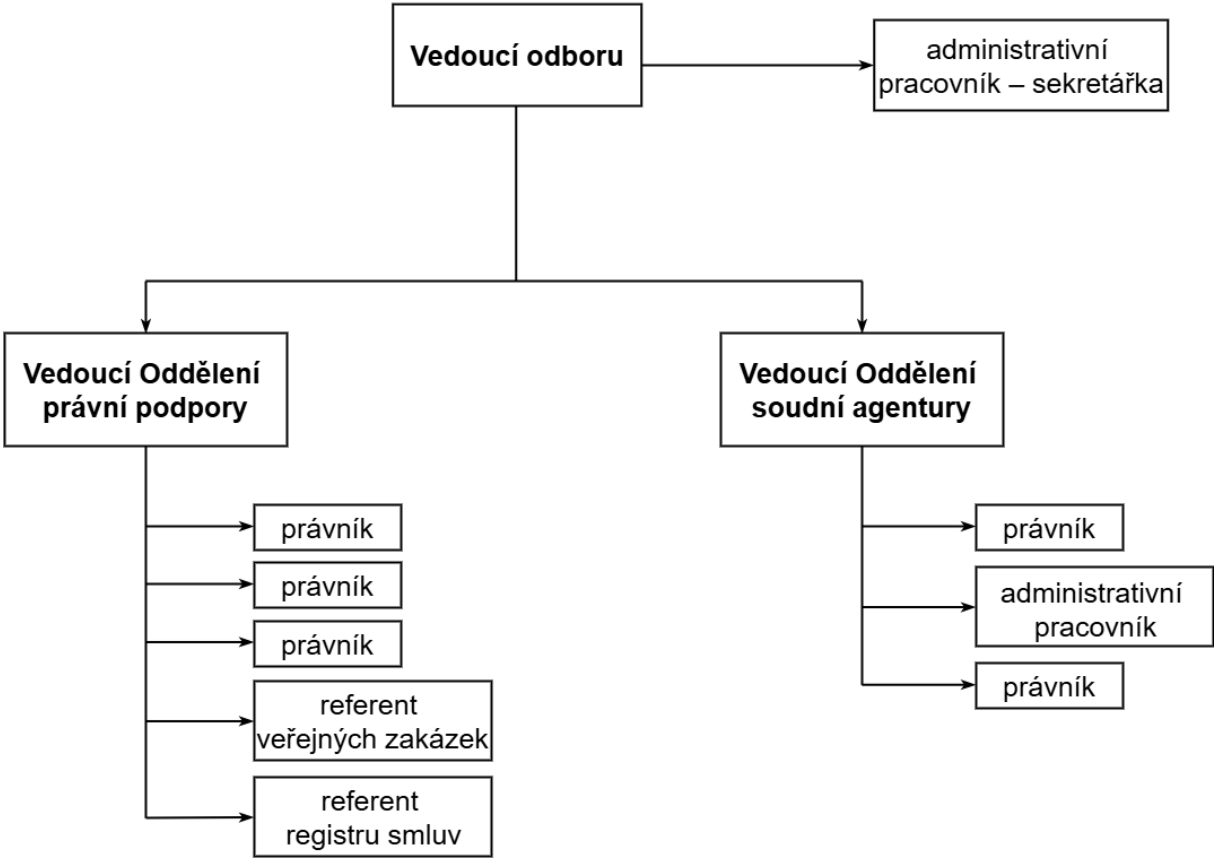 Vedoucí odboru
administrativní
pracovník – sekretářka
Vedoucí Oddělení
právní podpory
právník
právník
právník
referent
veřejných zakázek
referent
registru smluv
Vedoucí Oddělení
soudní agentury
právník
administrativní
pracovník
právník